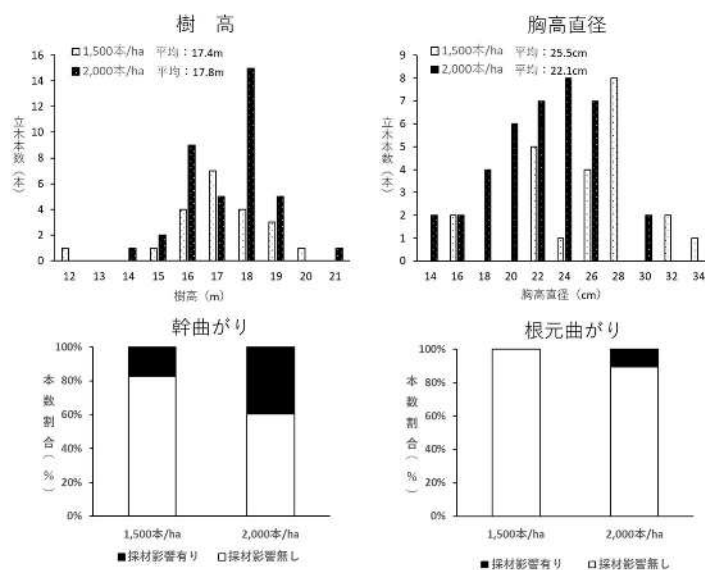 樹　高
□1,500本/ha　平均：17.4m
■2,000本/ha　平均：17.8m
立木本数（本）
16
14
12
10
8
6
4
2
0
12 13 14 15 16 17 18 19 20 21
樹高（m）
胸高直径
□1,500本/ha　平均：25.5cm
■2,000本/ha　平均：22.1cm
立木本数（本）
9
8
7
6
5
4
3
2
1
0
14 16 18 20 22 24 26 28 30 32 34
胸高直径（cm）
幹曲がり
本数割合（%）
100%
80%
60%
40%
20%
0%
1,500本/ha 2,000本/ha
■採材影響有り □採材影響無し
根元曲がり
本数割合（%）
100%
80%
60%
40%
20%
0%
1,500本/ha 2,000本/ha
■採材影響有り □採材影響無し